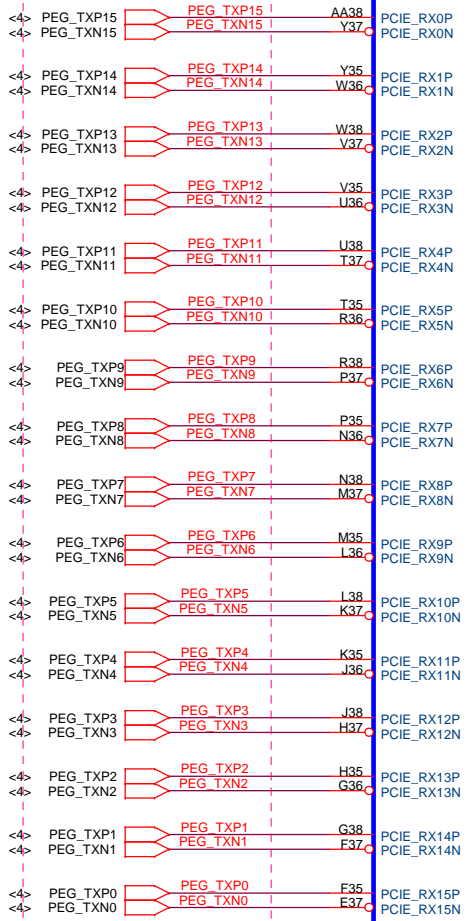 <4> PEG_TXP15 PEG_TXP15 AA38 PCIE_RX0P
<4> PEG_TXN15 PEG_TXN15 Y37 PCIE_RX0N
<4> PEG_TXP14 PEG_TXP14 Y35 PCIE_RX1P
<4> PEG_TXN14 PEG_TXN14 W36 PCIE_RX1N
<4> PEG_TXP13 PEG_TXP13 W38 PCIE_RX2P
<4> PEG_TXN13 PEG_TXN13 V37 PCIE_RX2N
<4> PEG_TXP12 PEG_TXP12 V35 PCIE_RX3P
<4> PEG_TXN12 PEG_TXN12 U36 PCIE_RX3N
<4> PEG_TXP11 PEG_TXP11 U38 PCIE_RX4P
<4> PEG_TXN11 PEG_TXN11 T37 PCIE_RX4N
<4> PEG_TXP10 PEG_TXP10 T35 PCIE_RX5P
<4> PEG_TXN10 PEG_TXN10 R36 PCIE_RX5N
<4> PEG_TXP9 PEG_TXP9 R38 PCIE_RX6P
<4> PEG_TXN9 PEG_TXN9 P37 PCIE_RX6N
<4> PEG_TXP8 PEG_TXP8 P35 PCIE_RX7P
<4> PEG_TXN8 PEG_TXN8 N36 PCIE_RX7N
<4> PEG_TXP7 PEG_TXP7 N38 PCIE_RX8P
<4> PEG_TXN7 PEG_TXN7 M37 PCIE_RX8N
<4> PEG_TXP6 PEG_TXP6 M35 PCIE_RX9P
<4> PEG_TXN6 PEG_TXN6 L36 PCIE_RX9N
<4> PEG_TXP5 PEG_TXP5 L38 PCIE_RX10P
<4> PEG_TXN5 PEG_TXN5 K37 PCIE_RX10N
<4> PEG_TXP4 PEG_TXP4 K35 PCIE_RX11P
<4> PEG_TXN4 PEG_TXN4 J36 PCIE_RX11N
<4> PEG_TXP3 PEG_TXP3 J38 PCIE_RX12P
<4> PEG_TXN3 PEG_TXN3 H37 PCIE_RX12N
<4> PEG_TXP2 PEG_TXP2 H35 PCIE_RX13P
<4> PEG_TXN2 PEG_TXN2 G36 PCIE_RX13N
<4> PEG_TXP1 PEG_TXP1 G38 PCIE_RX14P
<4> PEG_TXN1 PEG_TXN1 F37 PCIE_RX14N
<4> PEG_TXP0 PEG_TXP0 F35 PCIE_RX15P
<4> PEG_TXN0 PEG_TXN0 E37 PCIE_RX15N